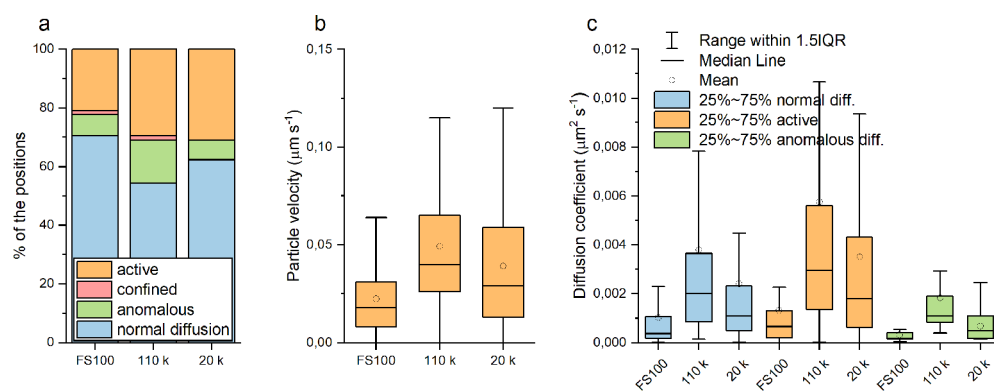 a
% of the positions
100
80
60
40
20
0
active
confined
anomalous
normal diffusion
FS100
110 k
20 k
b
Particle velocity (μm s⁻¹)
0,15
0,10
0,05
0,00
FS100
110 k
20 k
c
Diffusion coefficient (μm² s⁻¹)
0,012
0,010
0,008
0,006
0,004
0,002
0,000
Range within 1.5IQR
Median Line
Mean
25%~75% normal diff.
25%~75% active
25%~75% anomalous diff.
FS100
110 k
20 k
FS100
110 k
20 k
FS100
110 k
20 k